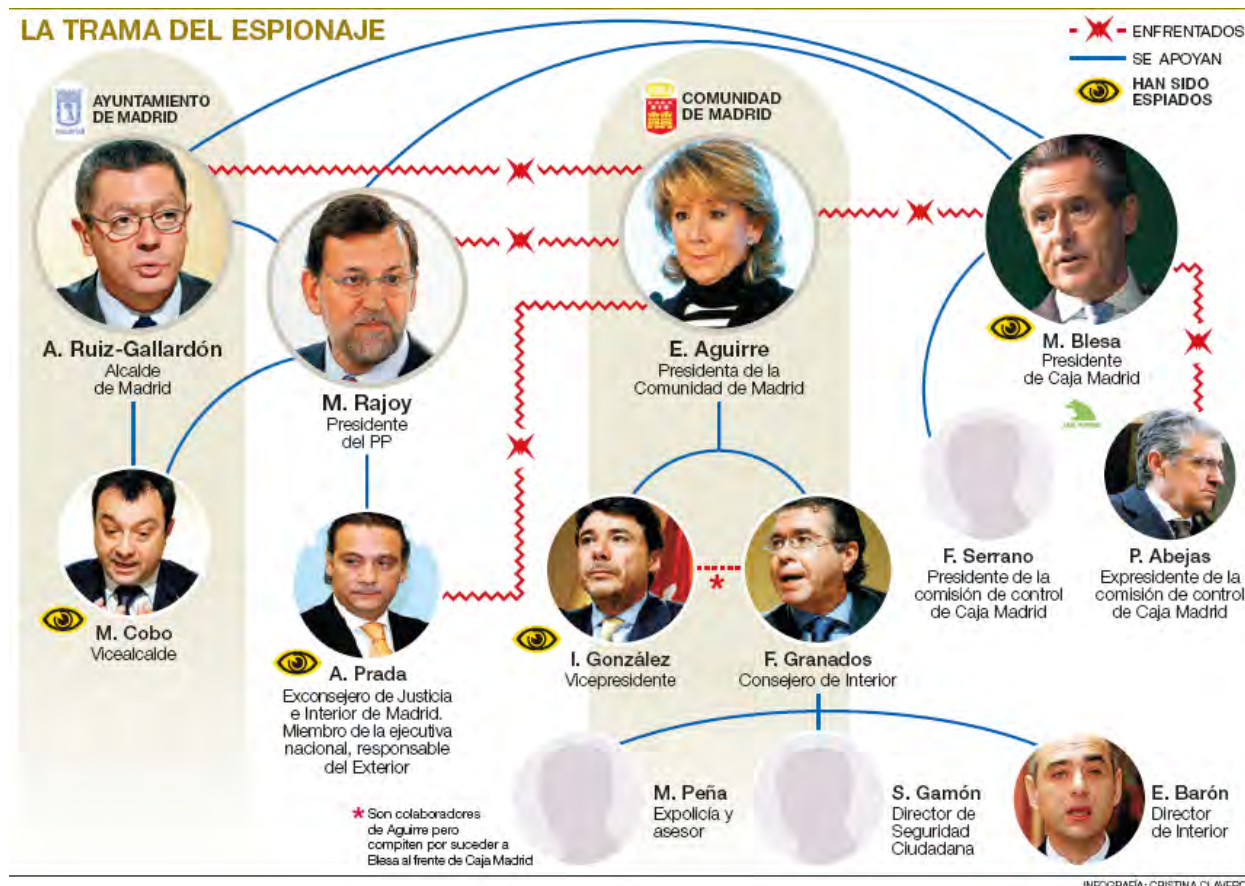 LA TRAMA DEL ESPIONAJE
ENFRENTADOS
SE APOYAN
HAN SIDO
ESPIADOS
AYUNTAMIENTO
DE MADRID
COMUNIDAD
DE MADRID
A. Ruiz-Gallardón
Alcalde
de Madrid
M. Rajoy
Presidente
del PP
E. Aguirre
Presidenta de la
Comunidad de Madrid
M. Blesa
Presidente
de Caja Madrid
M. Cobo
Vicealcalde
A. Prada
Exconsejero de Justicia
e Interior de Madrid.
Miembro de la ejecutiva
nacional, responsable
del Exterior
*
I. González
Vicepresidente
F. Granados
Consejero de Interior
F. Serrano
Presidente de la
comisión de control
de Caja Madrid
P. Abejas
Expresidente de la
comisión de control
de Caja Madrid
M. Peña
Expolicía y
asesor
S. Gamón
Director de
Seguridad
Ciudadana
E. Barón
Director
de Interior
* Son colaboradores
de Aguirre pero
compiten por suceder a
Blesa al frente de Caja Madrid
INFOGRAFÍA: CRISTINA CLAVERO